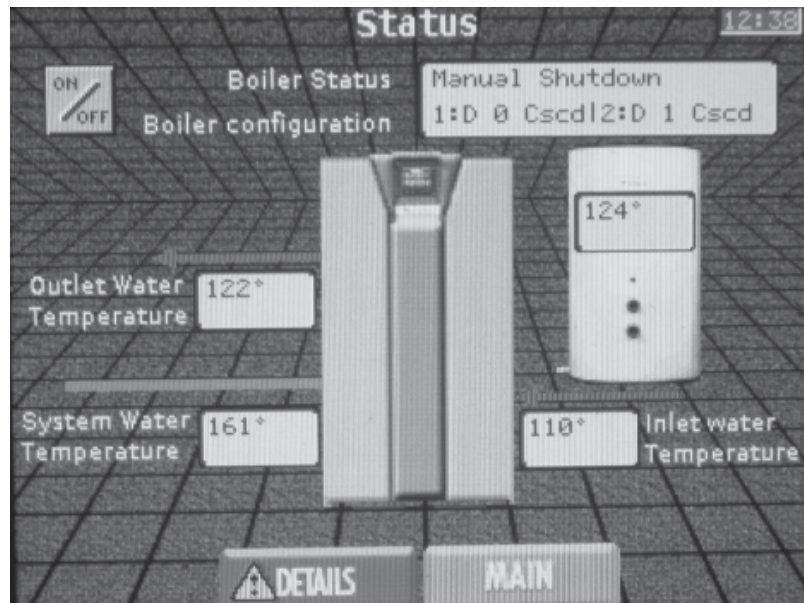 Status
12:38
ON
OFF
Boiler Status
Manual Shutdown
Boiler configuration
1:D 0 Cscd|2:D 1 Cscd
124°
Outlet Water
Temperature
122°
System Water
Temperature
161°
110°
Inlet water
Temperature
DETAILS
MAIN